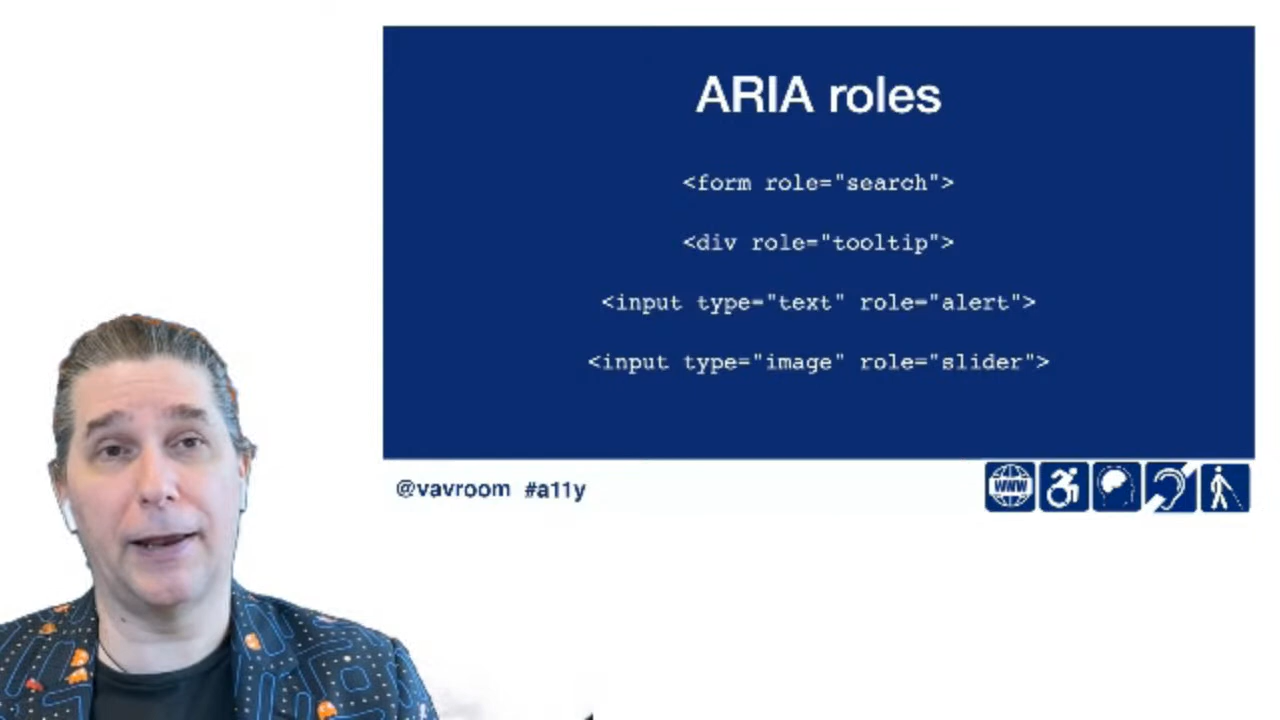 ARIA roles
<form role="search">
<div role="tooltip">
<input type="text" role="alert">
<input type="image" role="slider">
@vavroom #a11y
WWW